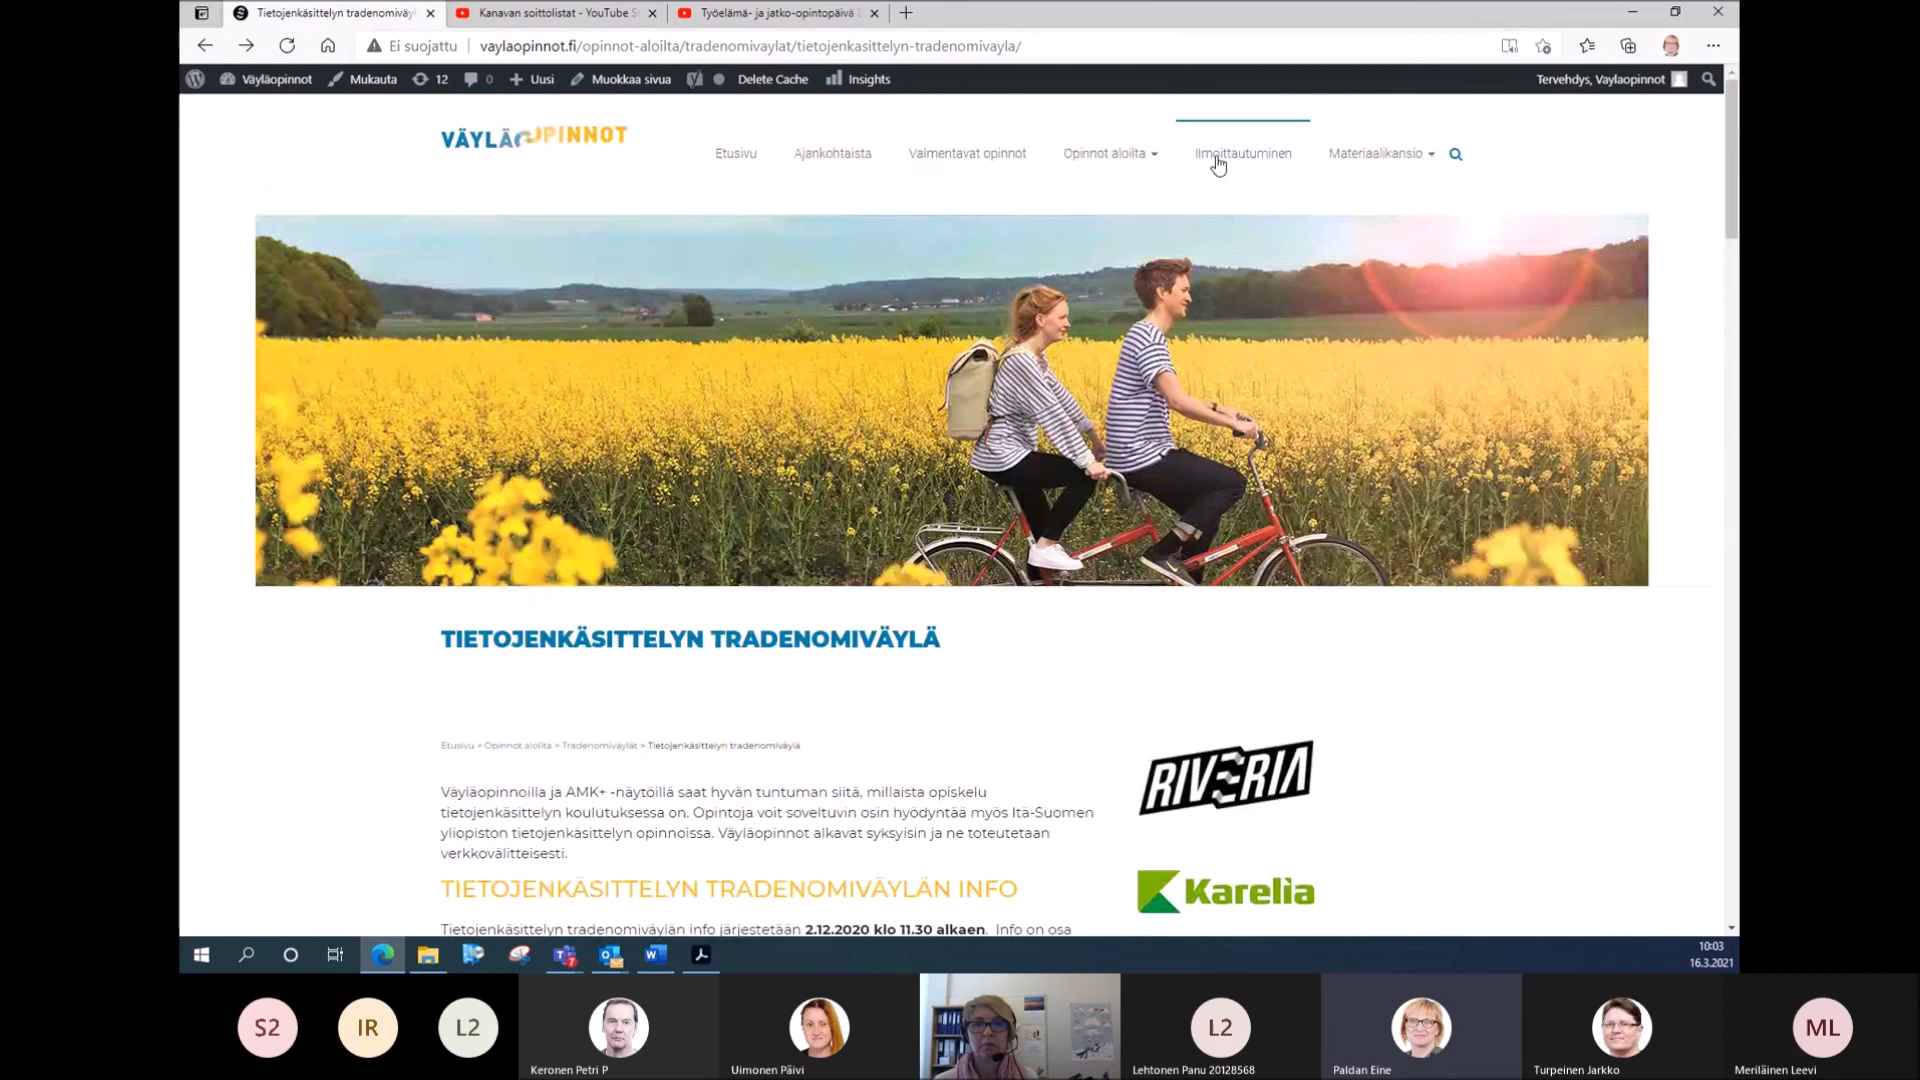 Tietojenkäsittelyn tradenomiväyl
Kanavan soittolistat - YouTube S
Työelämä- ja jatko-opintopäivä 2
Ei suojattu
vaylaopinnot.fi/opinnot-aloilta/tradenomivaylat/tietojenkasittelyn-tradenomivayla/
Väyläopinnot
Mukauta
12
0
Uusi
Muokkaa sivua
Delete Cache
Insights
Tervehdys, Vaylaopinnot
VÄYLÄOPINNOT
Etusivu
Ajankohtaista
Valmentavat opinnot
Opinnot aloilta
Ilmoittautuminen
Materiaalikansio
TIETOJENKÄSITTELYN TRADENOMIVÄYLÄ
Etusivu > Opinnot aloilta > Tradenomiväylät > Tietojenkäsittelyn tradenomiväylä
Väyläopinnoilla ja AMK+ -näytöillä saat hyvän tuntuman siitä, millaista opiskelu
tietojenkäsittelyn koulutuksessa on. Opintoja voit soveltuvin osin hyödyntää myös Itä-Suomen
yliopiston tietojenkäsittelyn opinnoissa. Väyläopinnot alkavat syksyisin ja ne toteutetaan
verkkovälitteisesti.
RIVERIA
Karelia
TIETOJENKÄSITTELYN TRADENOMIVÄYLÄN INFO
Tietojenkäsittelyn tradenomiväylän info järjestetään 2.12.2020 klo 11.30 alkaen. Info on osa
10:03
16.3.2021
S2
IR
L2
Keronen Petri P
Uimonen Päivi
L2
Lehtonen Panu 20128568
Paldan Eine
Turpeinen Jarkko
ML
Meriläinen Leevi